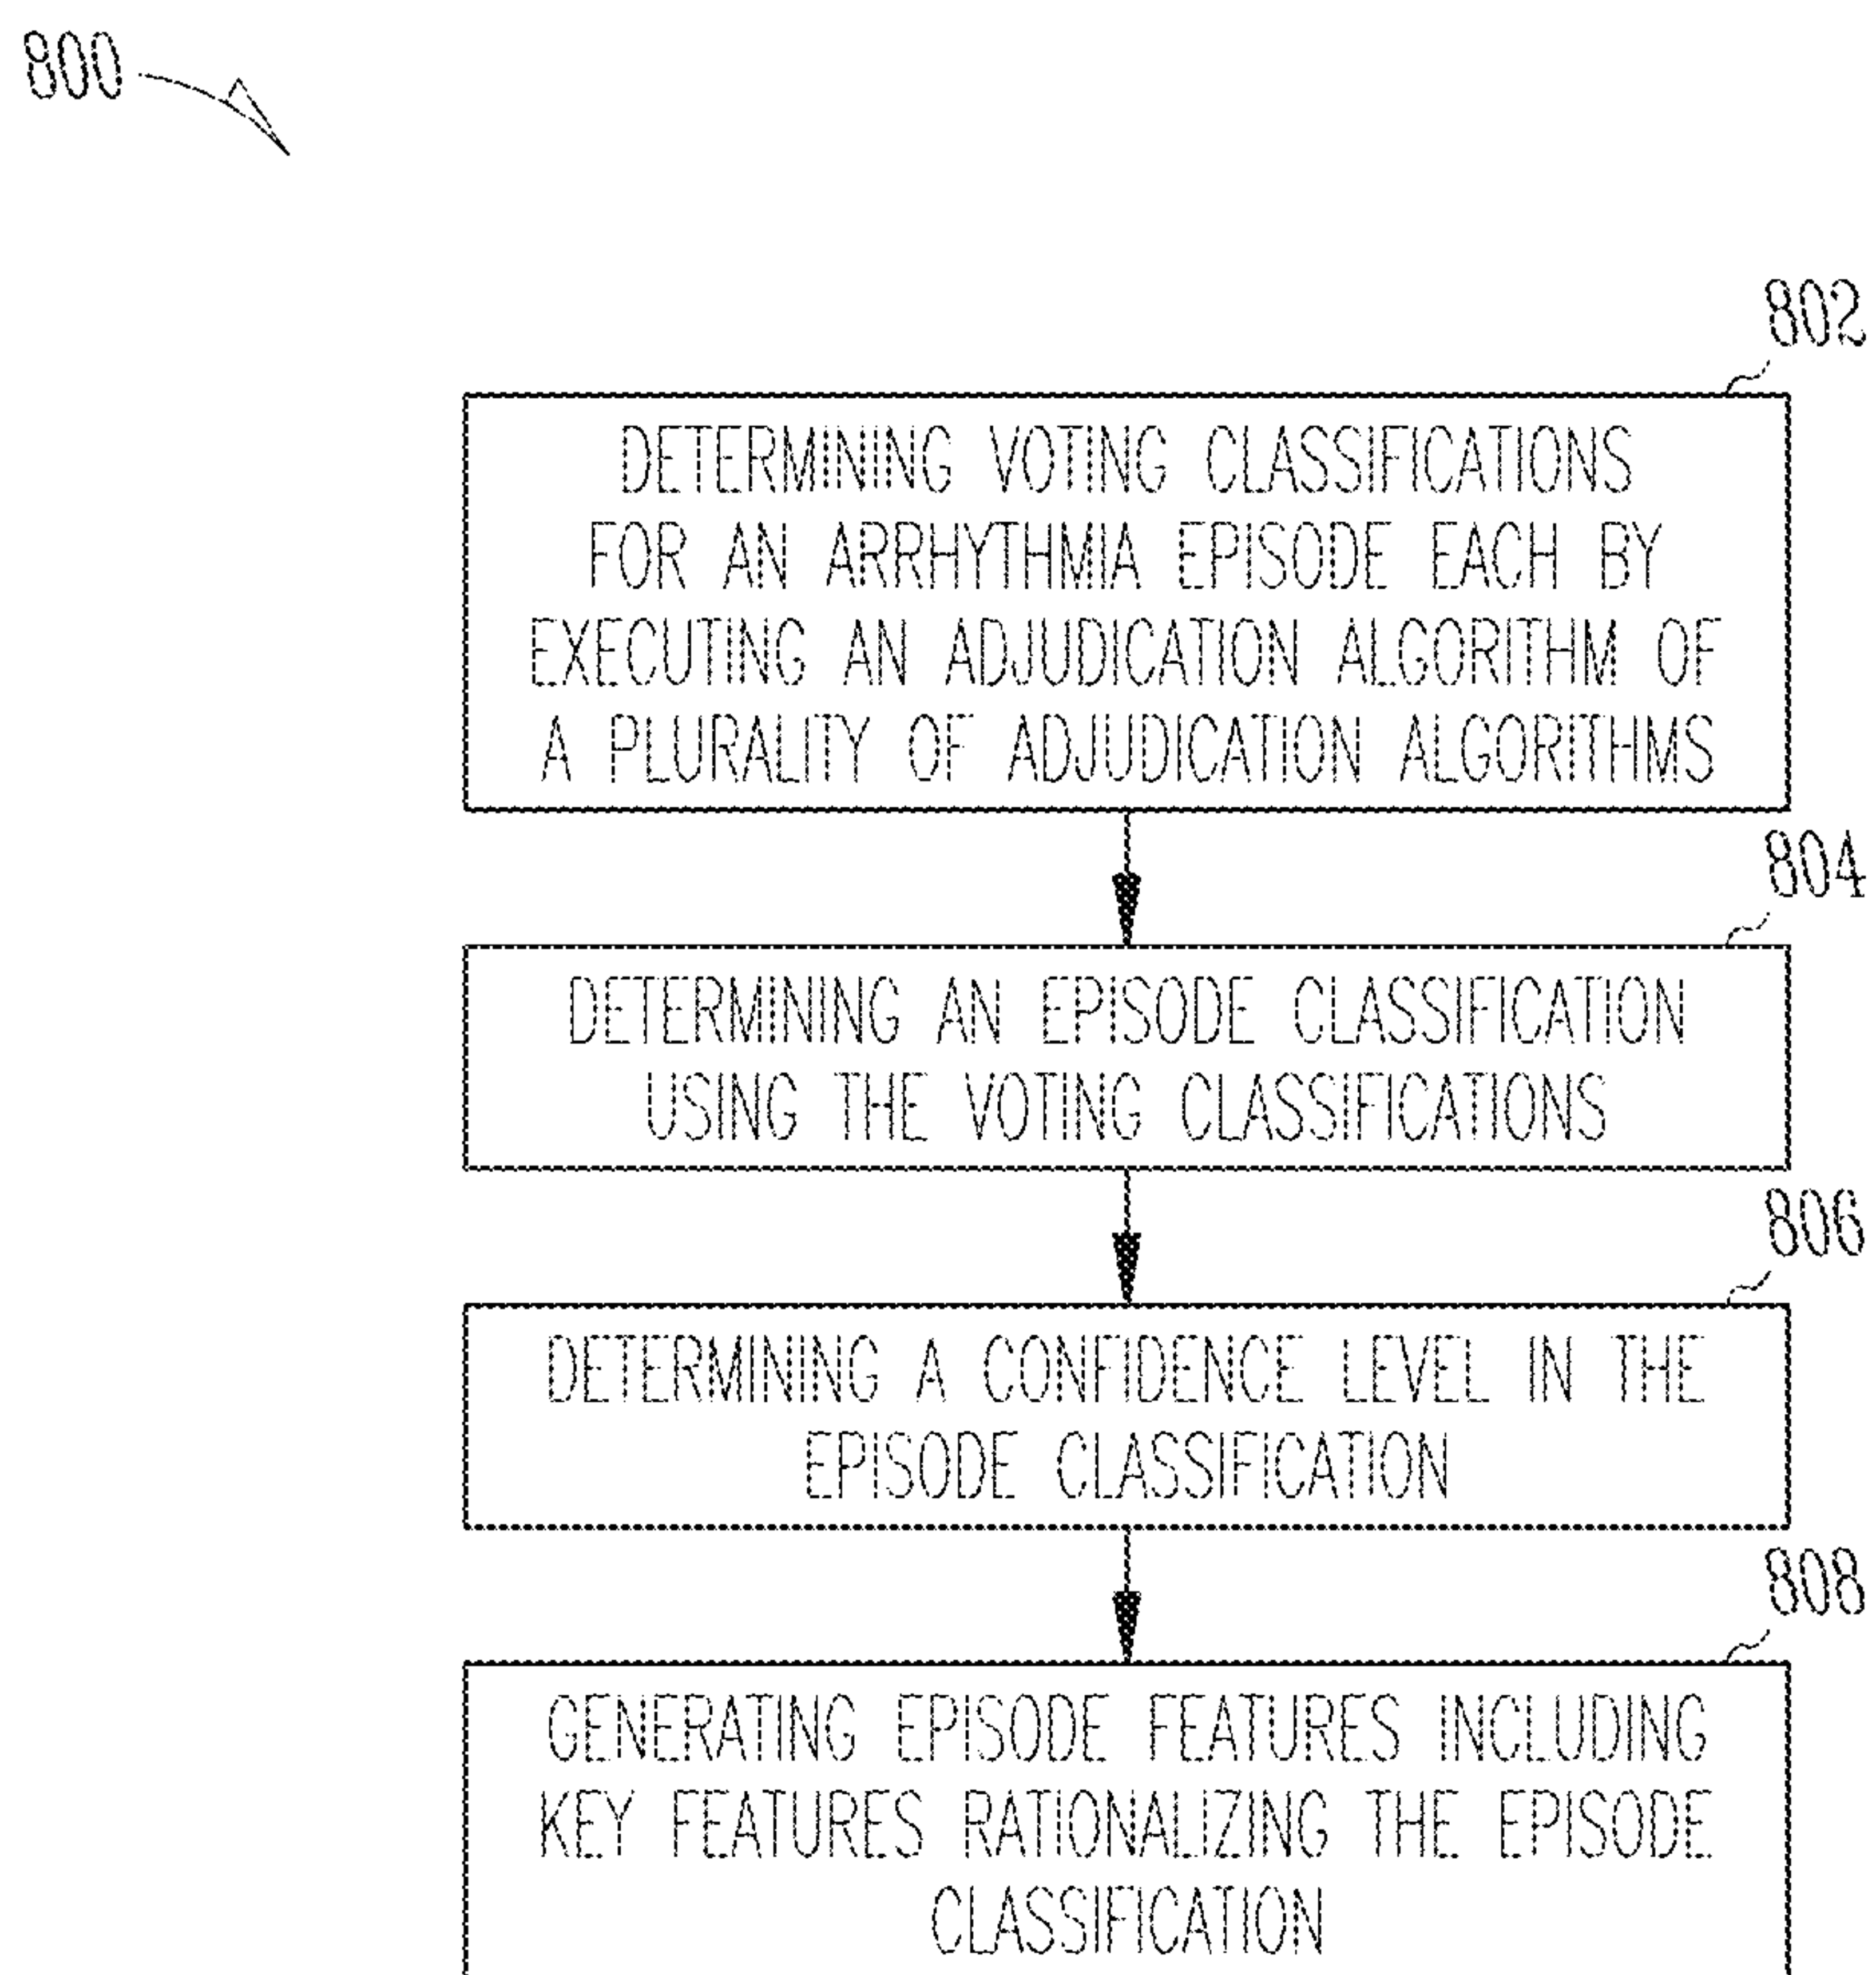 800
802
DETERMINING VOTING CLASSIFICATIONS
FOR AN ARRHYTHMIA EPISODE EACH BY
EXECUTING AN ADJUDICATION ALGORITHM OF
A PLURALITY OF ADJUDICATION ALGORITHMS
804
DETERMINING AN EPISODE CLASSIFICATION
USING THE VOTING CLASSIFICATIONS
806
DETERMINING A CONFIDENCE LEVEL IN THE
EPISODE CLASSIFICATION
808
GENERATING EPISODE FEATURES INCLUDING
KEY FEATURES RATIONALIZING THE EPISODE
CLASSIFICATION